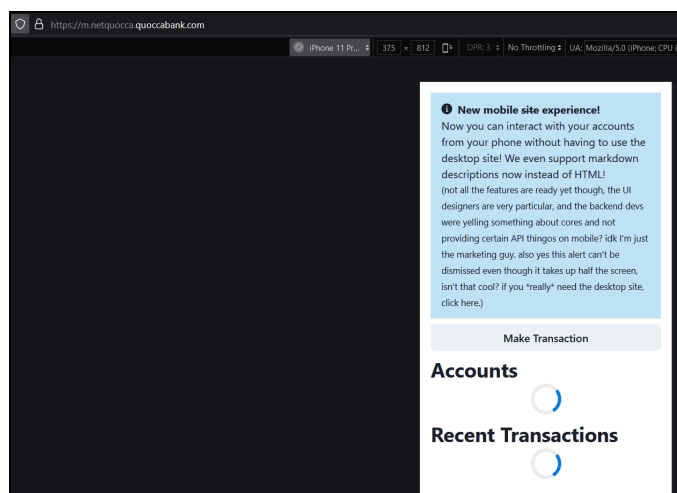 https://m.netquocca.quoccabank.com
iPhone 11 Pr... 375 × 812 DPR: 3 No Throttling UA: Mozilla/5.0 (iPhone; CPU i
New mobile site experience!
Now you can interact with your accounts
from your phone without having to use the
desktop site! We even support markdown
descriptions now instead of HTML!
(not all the features are ready yet though, the UI
designers are very particular, and the backend devs
were yelling something about cores and not
providing certain API thingos on mobile? idk I'm just
the marketing guy. also yes this alert can't be
dismissed even though it takes up half the screen,
isn't that cool? if you *really* need the desktop site,
click here.)
Make Transaction
Accounts
Recent Transactions